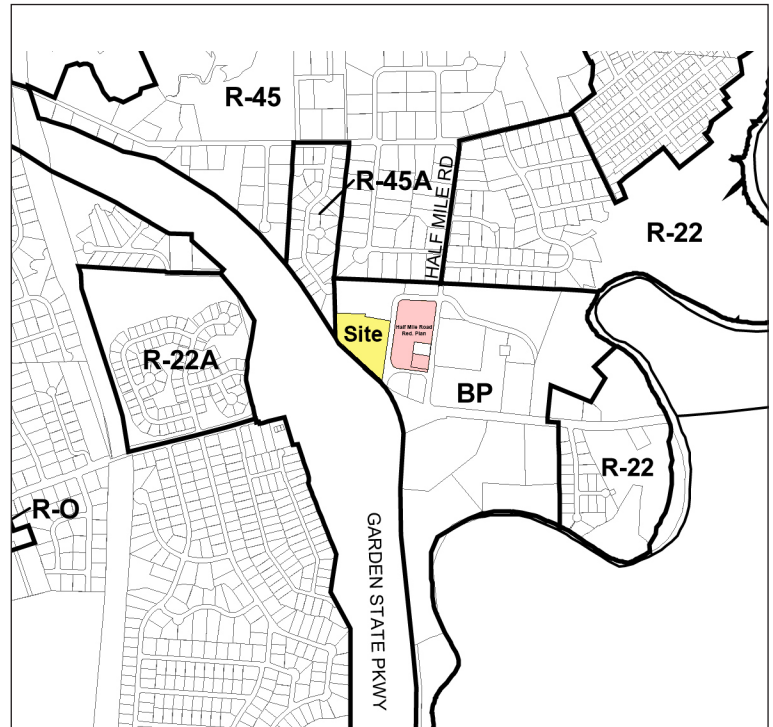 R-45
R-45A
HALF MILE RD
R-22
Site
Half Mile Road
Red. Plan
R-22A
BP
R-22
R-O
GARDEN STATE PKWY